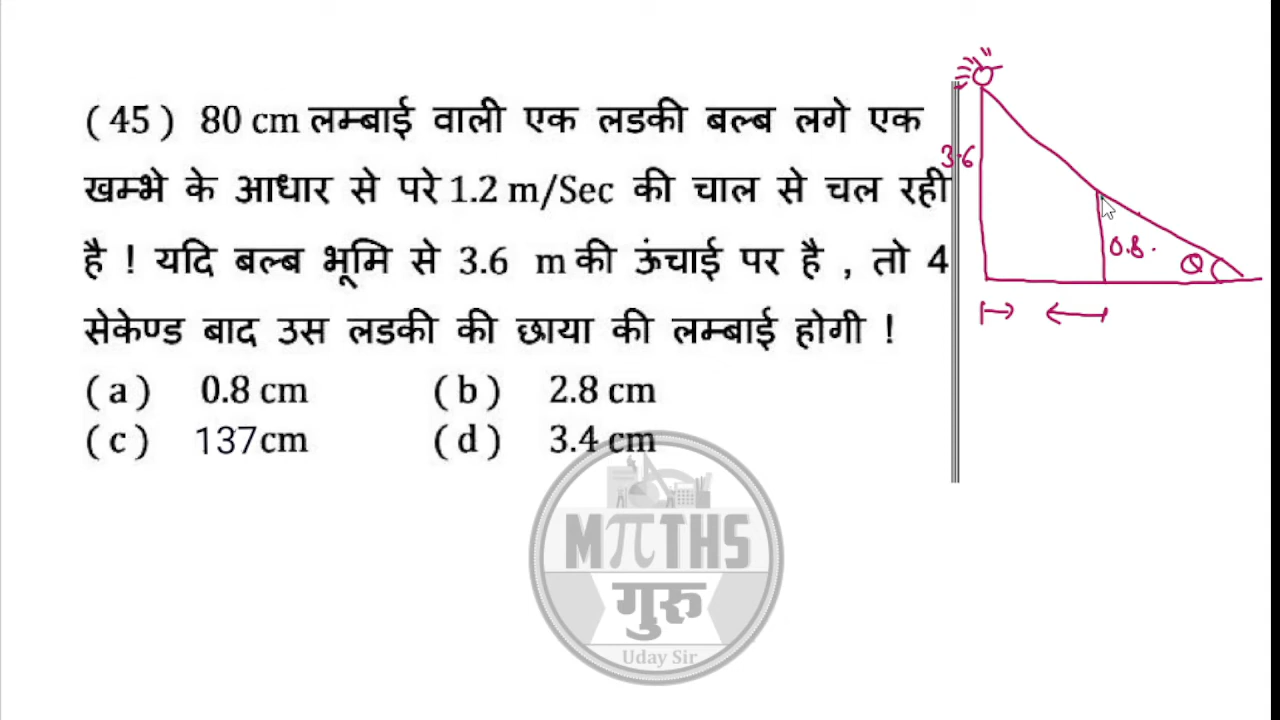 ( 45 ) 80 cm लम्बाई वाली एक लडकी बल्ब लगे एक
खम्भे के आधार से परे 1.2 m/Sec की चाल से चल रही
है ! यदि बल्ब भूमि से 3.6 m की ऊंचाई पर है , तो 4
सेकेण्ड बाद उस लडकी की छाया की लम्बाई होगी !
( a ) 0.8 cm ( b ) 2.8 cm
( c ) 137cm ( d ) 3.4 cm
3.6
0.8.
θ
MπTHS
गुरु
Uday Sir